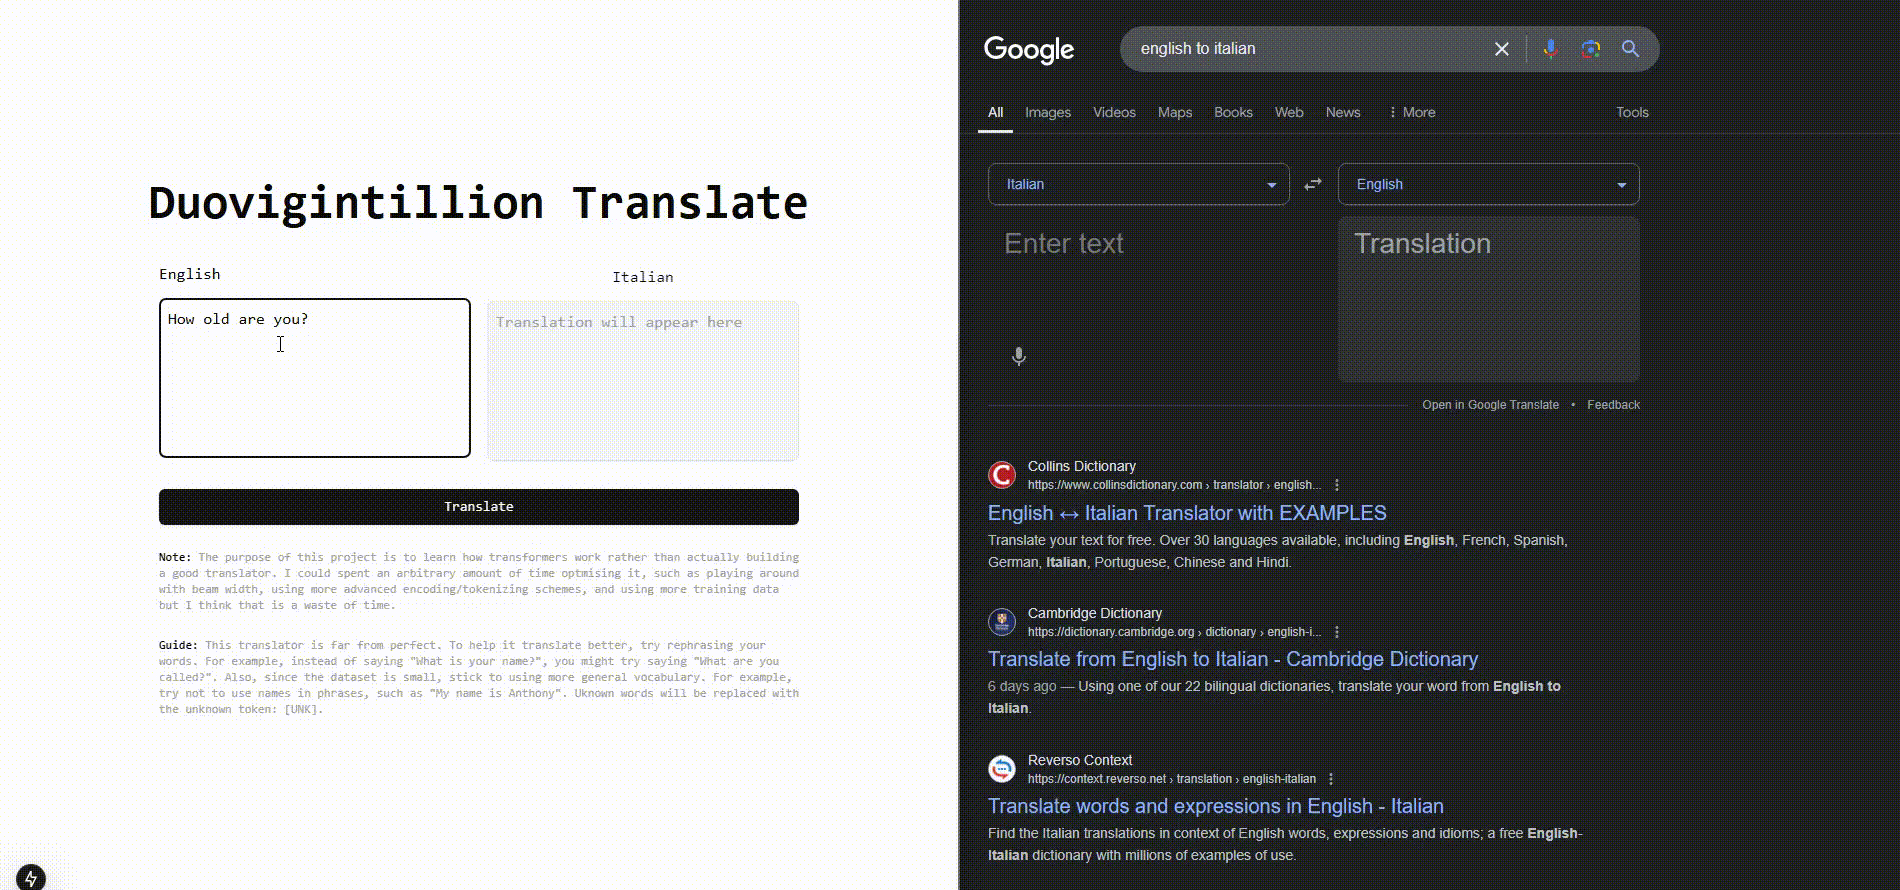 Duovigintillion Translate
English
Italian
How old are you?
Translation will appear here
Translate
Note: The purpose of this project is to learn how transformers work rather than actually building
a good translator. I could spent an arbitrary amount of time optmising it, such as playing around
with beam width, using more advanced encoding/tokenizing schemes, and using more training data
but I think that is a waste of time.
Guide: This translator is far from perfect. To help it translate better, try rephrasing your
words. For example, instead of saying "What is your name?", you might try saying "What are you
called?". Also, since the dataset is small, stick to using more general vocabulary. For example,
try not to use names in phrases, such as "My name is Anthony". Uknown words will be replaced with
the unknown token: [UNK].
Google
english to italian
All Images Videos Maps Books Web News More Tools
Italian
English
Enter text
Translation
Open in Google Translate • Feedback
Collins Dictionary
https://www.collinsdictionary.com › translator › english...
English ↔ Italian Translator with EXAMPLES
Translate your text for free. Over 30 languages available, including English, French, Spanish,
German, Italian, Portuguese, Chinese and Hindi.
Cambridge Dictionary
https://dictionary.cambridge.org › dictionary › english-i...
Translate from English to Italian - Cambridge Dictionary
6 days ago — Using one of our 22 bilingual dictionaries, translate your word from English to
Italian.
Reverso Context
https://context.reverso.net › translation › english-italian
Translate words and expressions in English - Italian
Find the Italian translations in context of English words, expressions and idioms; a free English-
Italian dictionary with millions of examples of use.